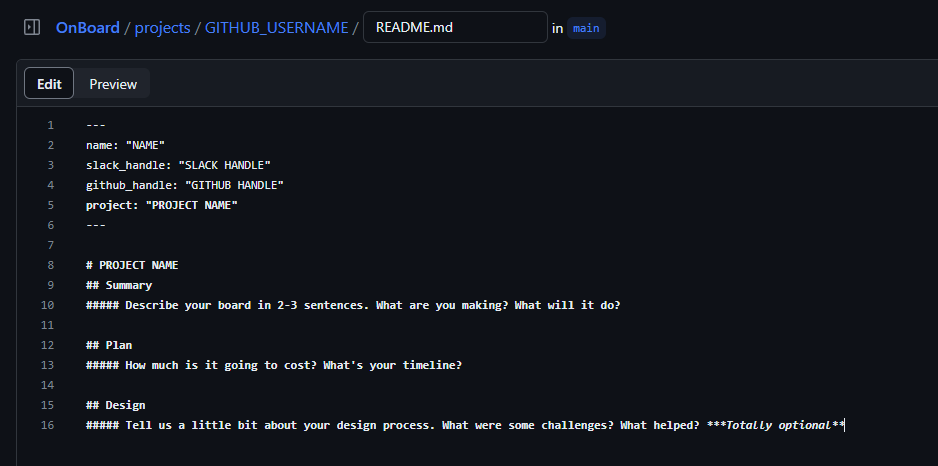 OnBoard / projects / GITHUB_USERNAME / README.md in main
Edit Preview
1 ---
2 name: "NAME"
3 slack_handle: "SLACK HANDLE"
4 github_handle: "GITHUB HANDLE"
5 project: "PROJECT NAME"
6 ---
7
8 # PROJECT NAME
9 ## Summary
10 ##### Describe your board in 2-3 sentences. What are you making? What will it do?
11
12 ## Plan
13 ##### How much is it going to cost? What's your timeline?
14
15 ## Design
16 ##### Tell us a little bit about your design process. What were some challenges? What helped? ***Totally optional**